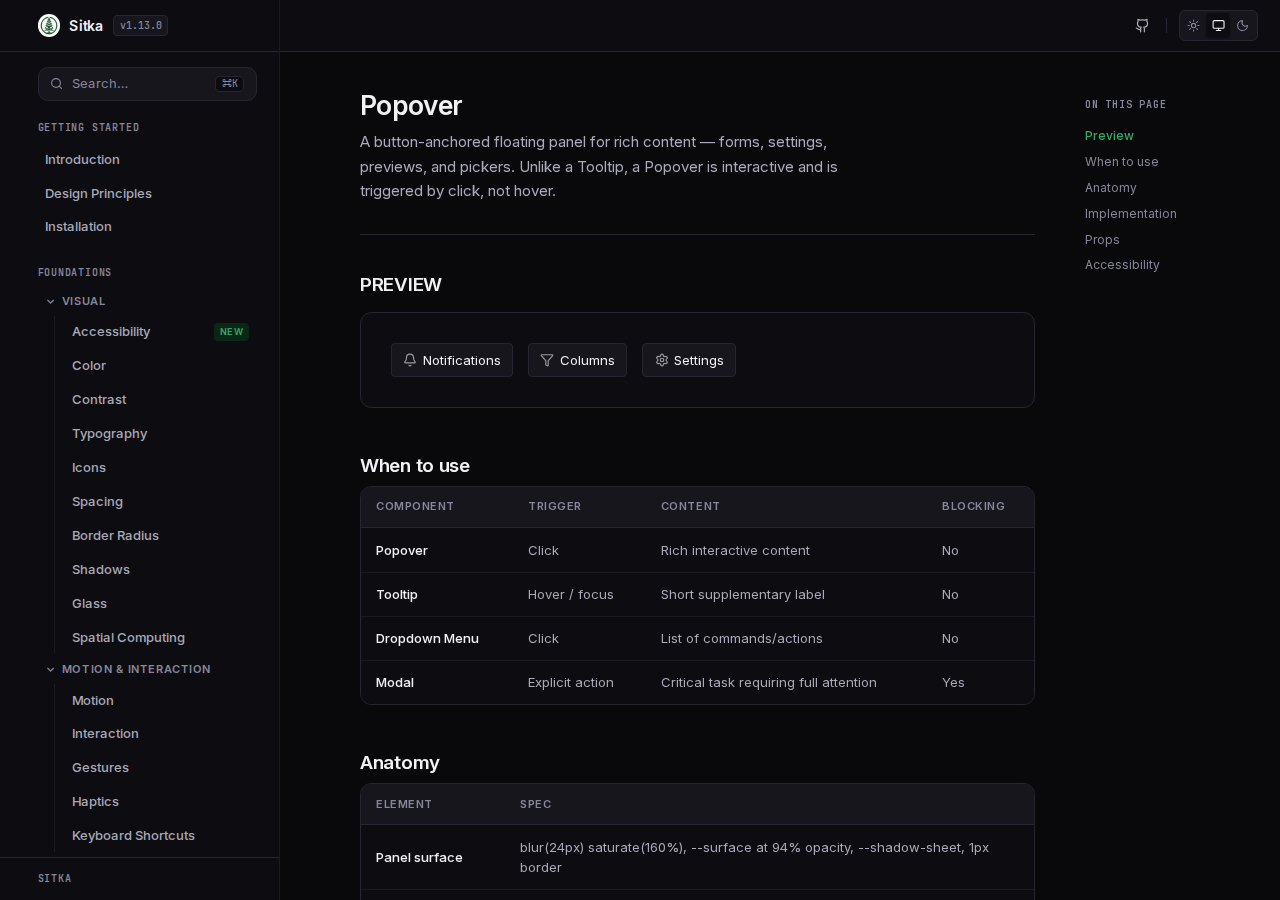 Sitka v1.13.0
Search... ⌘K
GETTING STARTED
Introduction
Design Principles
Installation
FOUNDATIONS
VISUAL
Accessibility NEW
Color
Contrast
Typography
Icons
Spacing
Border Radius
Shadows
Glass
Spatial Computing
MOTION & INTERACTION
Motion
Interaction
Gestures
Haptics
Keyboard Shortcuts
SITKA
Popover
A button-anchored floating panel for rich content — forms, settings,
previews, and pickers. Unlike a Tooltip, a Popover is interactive and is
triggered by click, not hover.
PREVIEW
Notifications Columns Settings
When to use
COMPONENT TRIGGER CONTENT BLOCKING
Popover Click Rich interactive content No
Tooltip Hover / focus Short supplementary label No
Dropdown Menu Click List of commands/actions No
Modal Explicit action Critical task requiring full attention Yes
Anatomy
ELEMENT SPEC
Panel surface blur(24px) saturate(160%), --surface at 94% opacity, --shadow-sheet, 1px
border
ON THIS PAGE
Preview
When to use
Anatomy
Implementation
Props
Accessibility